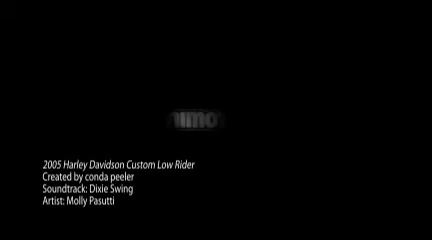 2005 Harley Davidson Custom Low Rider
Created by conda peeler
Soundtrack: Dixie Swing
Artist: Molly Pasutti